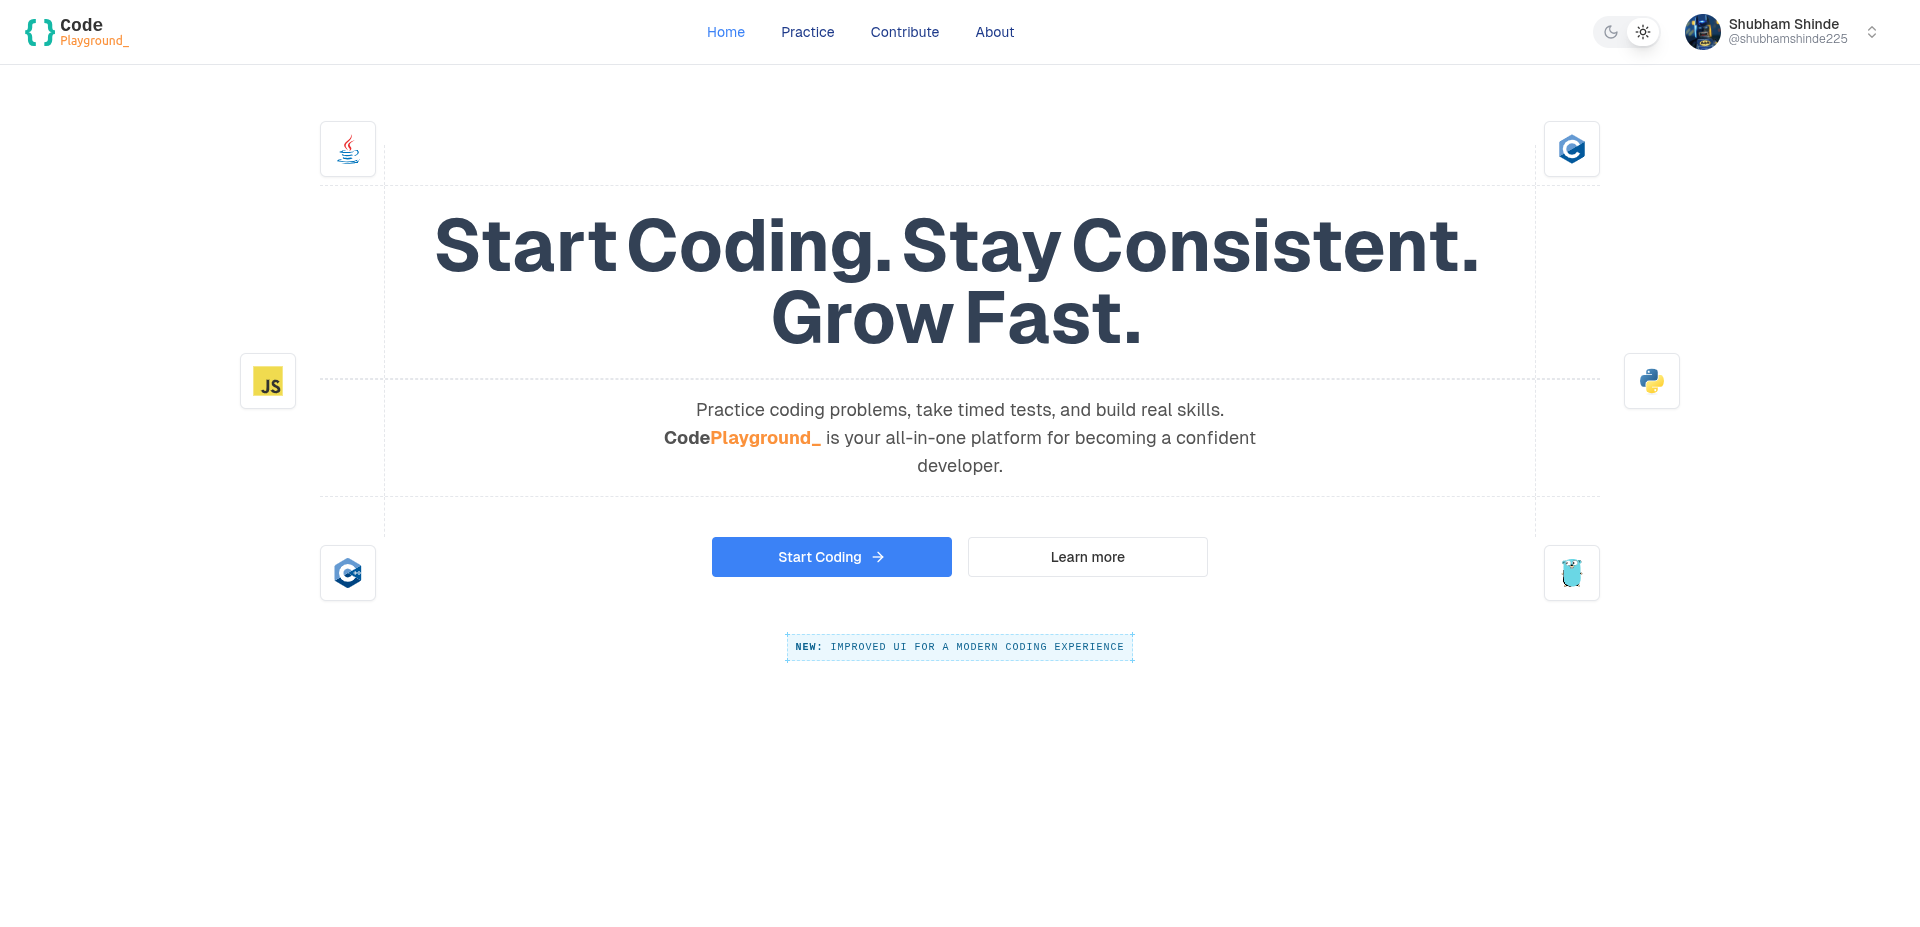 { } Code
Playground_
Home
Practice
Contribute
About
Shubham Shinde
@shubhamshinde225
Start Coding. Stay Consistent.
Grow Fast.
JS
Practice coding problems, take timed tests, and build real skills.
CodePlayground_ is your all-in-one platform for becoming a confident
developer.
C
C++
Start Coding →
Learn more
NEW: IMPROVED UI FOR A MODERN CODING EXPERIENCE